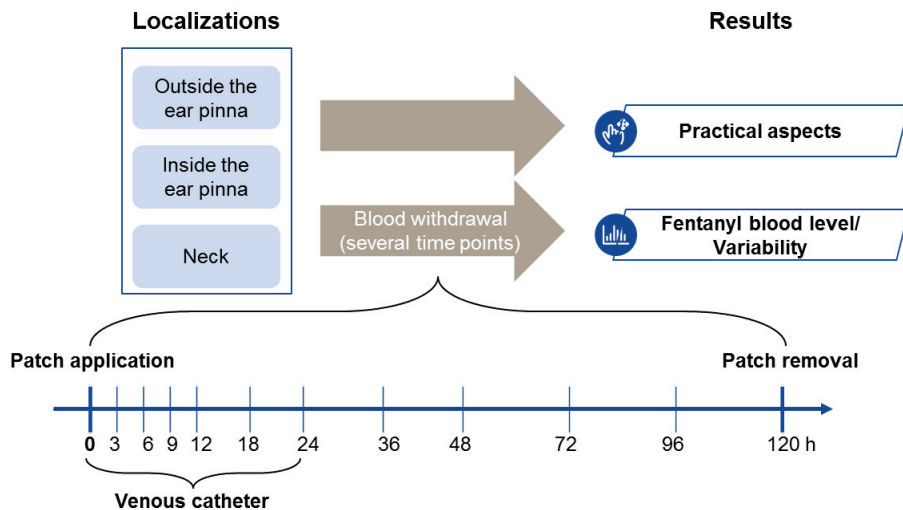 Localizations
Results
Outside the
ear pinna
Inside the
ear pinna
Neck
Blood withdrawal
(several time points)
Practical aspects
Fentanyl blood level/
Variability
Patch application
Patch removal
0 3 6 9 12 18 24 36 48 72 96 120 h
Venous catheter